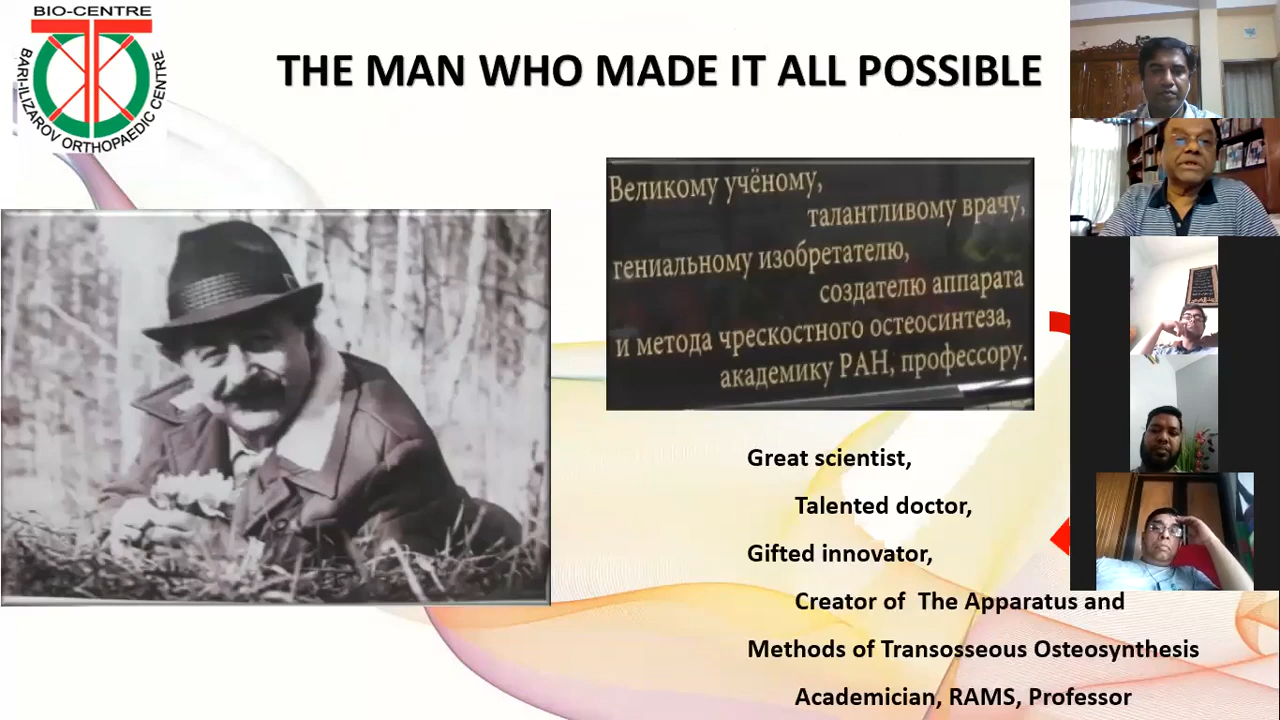 BIO-CENTRE
BARI-ILIZAROV ORTHOPAEDIC CENTRE
THE MAN WHO MADE IT ALL POSSIBLE
Великому учёному,
талантливому врачу,
гениальному изобретателю,
создателю аппарата
и метода чрескостного остеосинтеза,
академику РАН, профессору.
Great scientist,
Talented doctor,
Gifted innovator,
Creator of The Apparatus and
Methods of Transosseous Osteosynthesis
Academician, RAMS, Professor